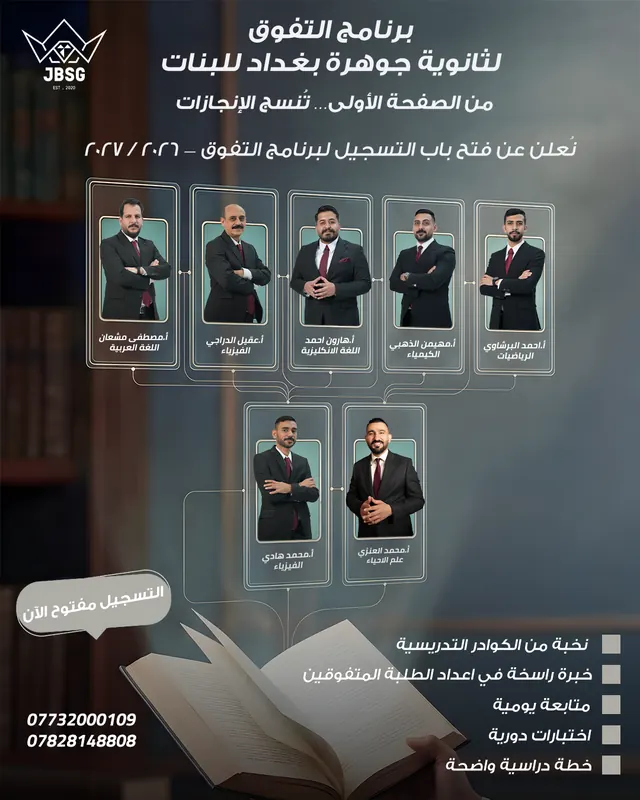 JBSG
EST . 2020
برنامج التفوق
لثانوية جوهرة بغداد للبنات
من الصفحة الأولى... تُنسج الإنجازات
نُعلن عن فتح باب التسجيل لبرنامج التفوق – ٢٠٢٦ / ٢٠٢٧
أ.احمد البرشاوي
الرياضيات
أ.مهيمن الذهبي
الكيمياء
أ.هارون احمد
اللغة الانكليزية
أ.عقيل الدراجي
الفيزياء
أ.مصطفى مشعان
اللغة العربية
أ.محمد العنزي
علم الاحياء
أ.محمد هادي
الفيزياء
التسجيل مفتوح الآن
نخبة من الكوادر التدريسية
خبرة راسخة في اعداد الطلبة المتفوقين
متابعة يومية
اختبارات دورية
خطة دراسية واضحة
07732000109
07828148808